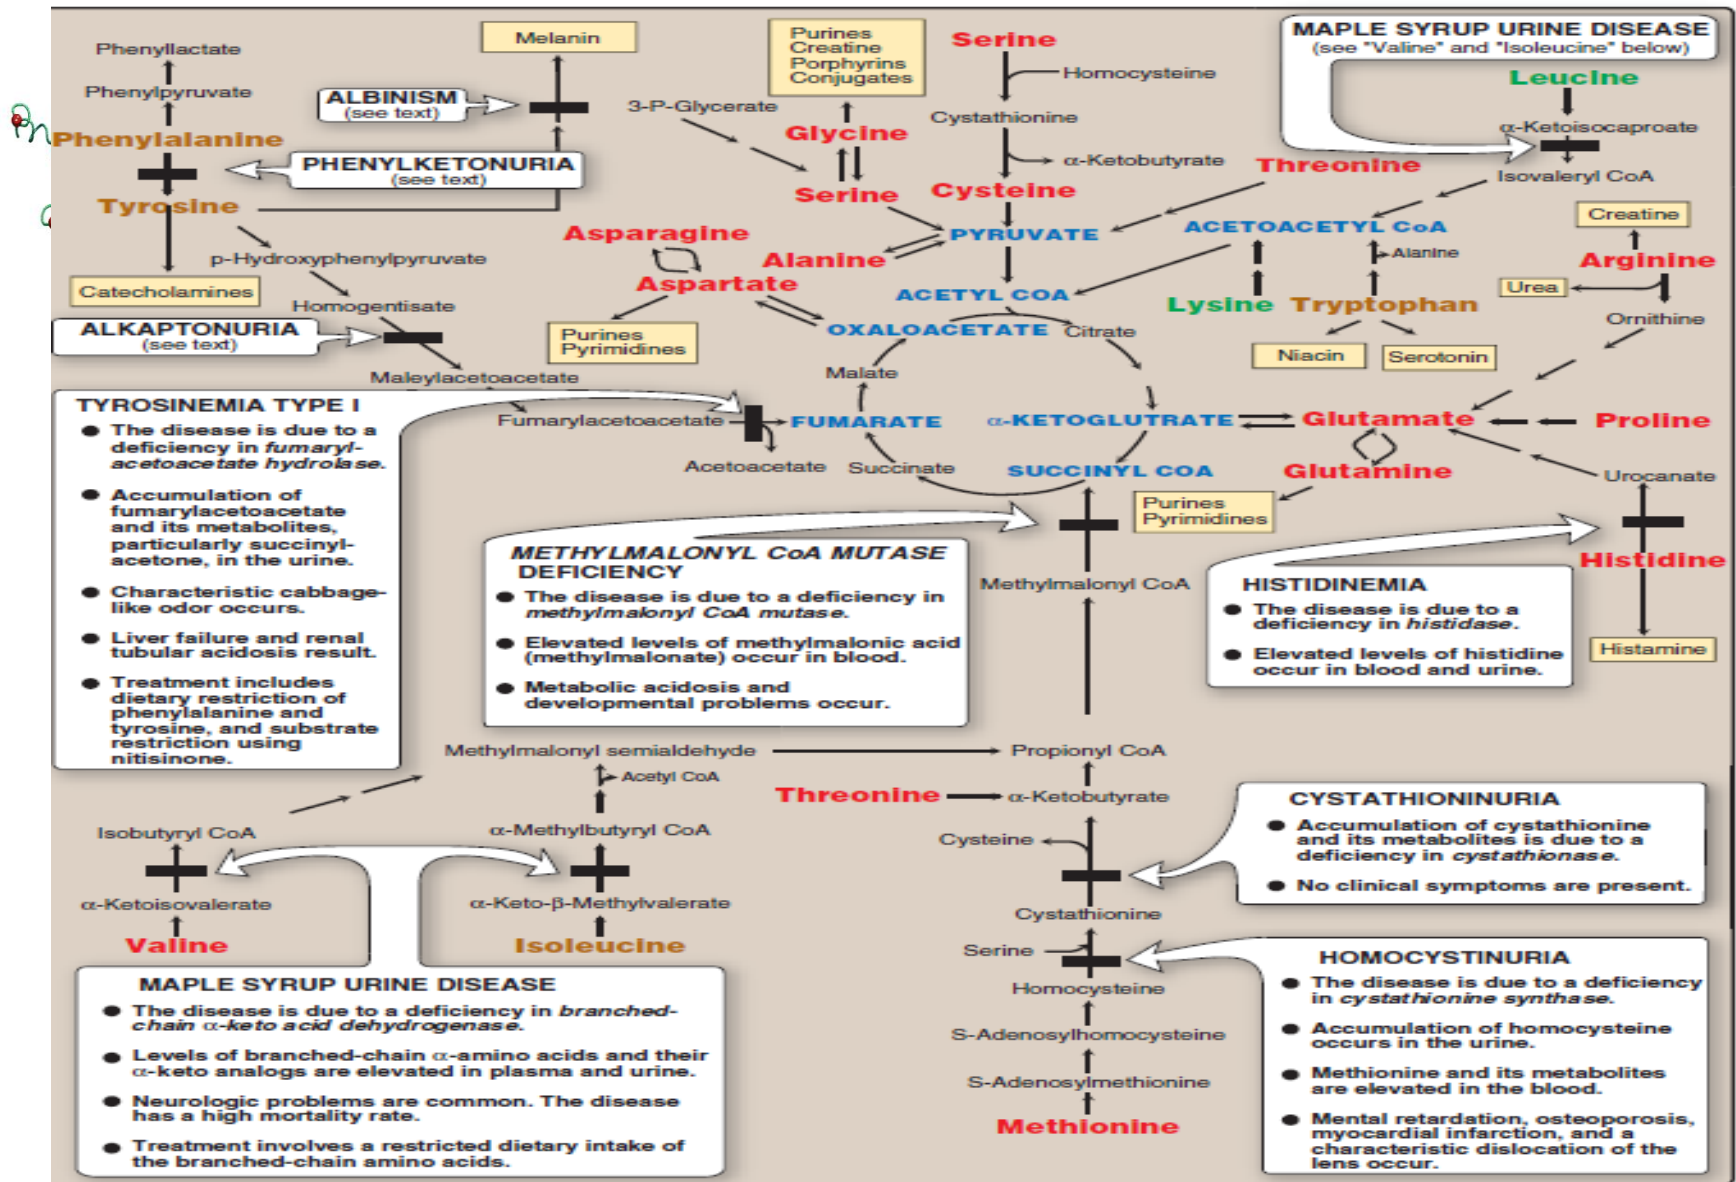 Phenyllactate
Phenylpyruvate
Phenylalanine
Tyrosine
Catecholamines
Melanin
ALBINISM
(see text)
PHENYLKETONURIA
(see text)
p-Hydroxyphenylpyruvate
Homogentisate
ALKAPTONURIA
(see text)
Maleylacetoacetate
Fumarylacetoacetate
Acetoacetate
3-P-Glycerate
Purines
Creatine
Porphyrins
Conjugates
Glycine
Serine
Serine
Homocysteine
Cystathionine
α-Ketobutyrate
Cysteine
Threonine
MAPLE SYRUP URINE DISEASE
(see "Valine" and "Isoleucine" below)
Leucine
α-Ketoisocaproate
Isovaleryl CoA
ACETOACETYL CoA
PYRUVATE
Asparagine
Alanine
Aspartate
Purines
Pyrimidines
ACETYL COA
OXALOACETATE
Citrate
Malate
FUMARATE
α-KETOGLUTRATE
Succinate
SUCCINYL COA
Lysine
Alanine
Tryptophan
Niacin
Serotonin
Creatine
Arginine
Urea
Ornithine
Glutamate
Proline
Glutamine
Purines
Pyrimidines
Urocanate
Histidine
Histamine
TYROSINEMIA TYPE I
● The disease is due to a
deficiency in fumaryl-
acetoacetate hydrolase.
● Accumulation of
fumarylacetoacetate
and its metabolites,
particularly succinyl-
acetone, in the urine.
● Characteristic cabbage-
like odor occurs.
● Liver failure and renal
tubular acidosis result.
● Treatment includes
dietary restriction of
phenylalanine and
tyrosine, and substrate
restriction using
nitisinone.
METHYLMALONYL CoA MUTASE
DEFICIENCY
● The disease is due to a deficiency in
methylmalonyl CoA mutase.
● Elevated levels of methylmalonic acid
(methylmalonate) occur in blood.
● Metabolic acidosis and
developmental problems occur.
HISTIDINEMIA
● The disease is due to a
deficiency in histidase.
● Elevated levels of histidine
occur in blood and urine.
Methylmalonyl CoA
Methylmalonyl semialdehyde
Propionyl CoA
Acetyl CoA
Threonine
α-Ketobutyrate
Isobutyryl CoA
α-Methylbutyryl CoA
Cysteine
α-Ketoisovalerate
α-Keto-β-Methylvalerate
Cystathionine
Valine
Isoleucine
Serine
Homocysteine
S-Adenosylhomocysteine
S-Adenosylmethionine
Methionine
CYSTATHIONINURIA
● Accumulation of cystathionine
and its metabolites is due to a
deficiency in cystathionase.
● No clinical symptoms are present.
MAPLE SYRUP URINE DISEASE
● The disease is due to a deficiency in branched-
chain α-keto acid dehydrogenase.
● Levels of branched-chain α-amino acids and their
α-keto analogs are elevated in plasma and urine.
● Neurologic problems are common. The disease
has a high mortality rate.
● Treatment involves a restricted dietary intake of
the branched-chain amino acids.
HOMOCYSTINURIA
● The disease is due to a deficiency
in cystathionine synthase.
● Accumulation of homocysteine
occurs in the urine.
● Methionine and its metabolites
are elevated in the blood.
● Mental retardation, osteoporosis,
myocardial infarction, and a
characteristic dislocation of the
lens occur.